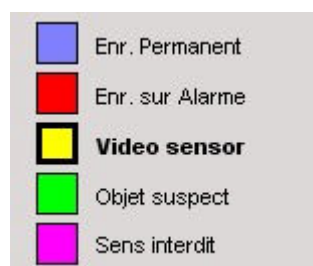 Enr. Permanent
Enr. sur Alarme
Video sensor
Objet suspect
Sens interdit